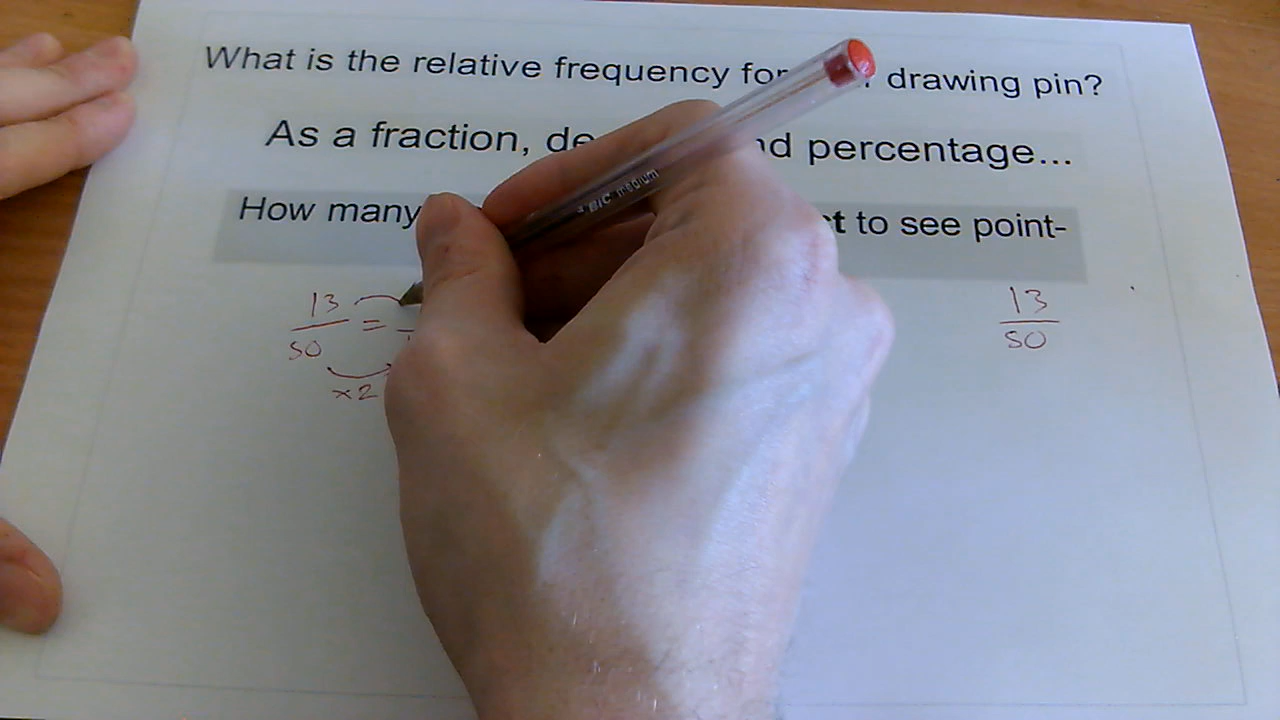 What is the relative frequency for drawing pin?
As a fraction, nd percentage...
How many to see point-
13
50
=
×2
13
50
BIC medium